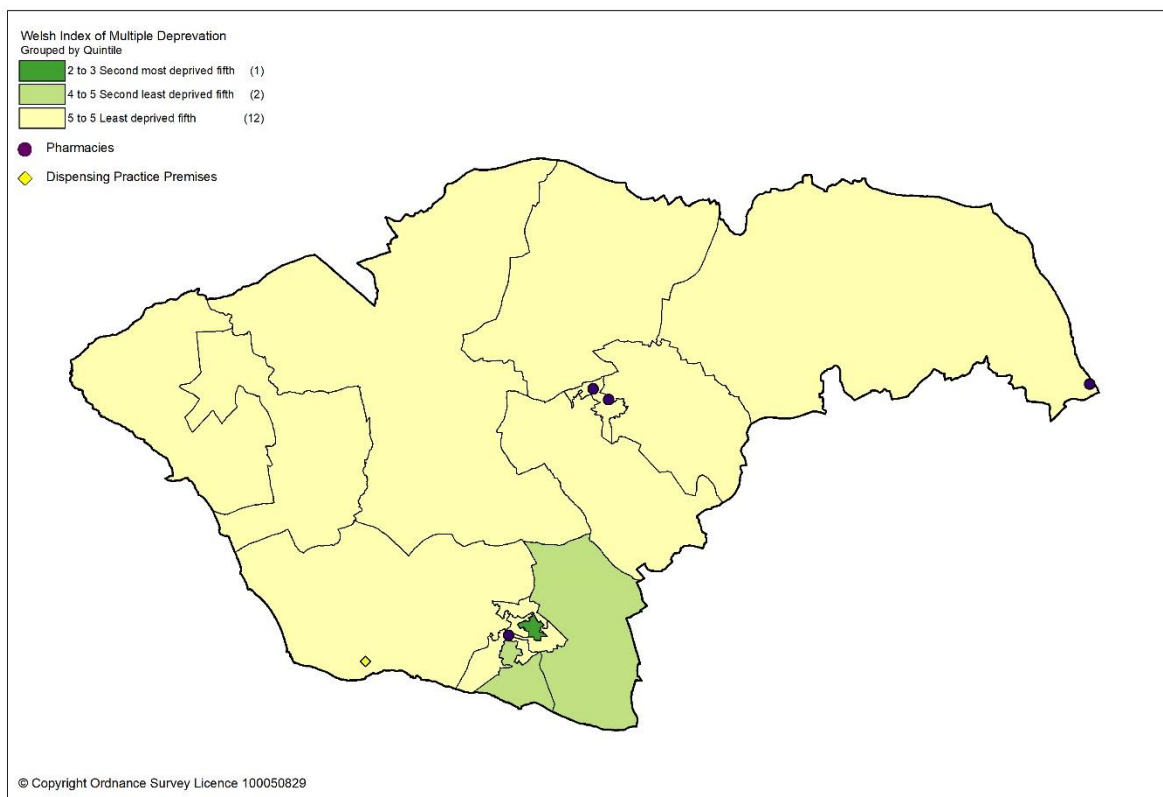 Welsh Index of Multiple Deprevation
Grouped by Quintile
2 to 3 Second most deprived fifth (1)
4 to 5 Second least deprived fifth (2)
5 to 5 Least deprived fifth (12)
Pharmacies
Dispensing Practice Premises
© Copyright Ordnance Survey Licence 100050829